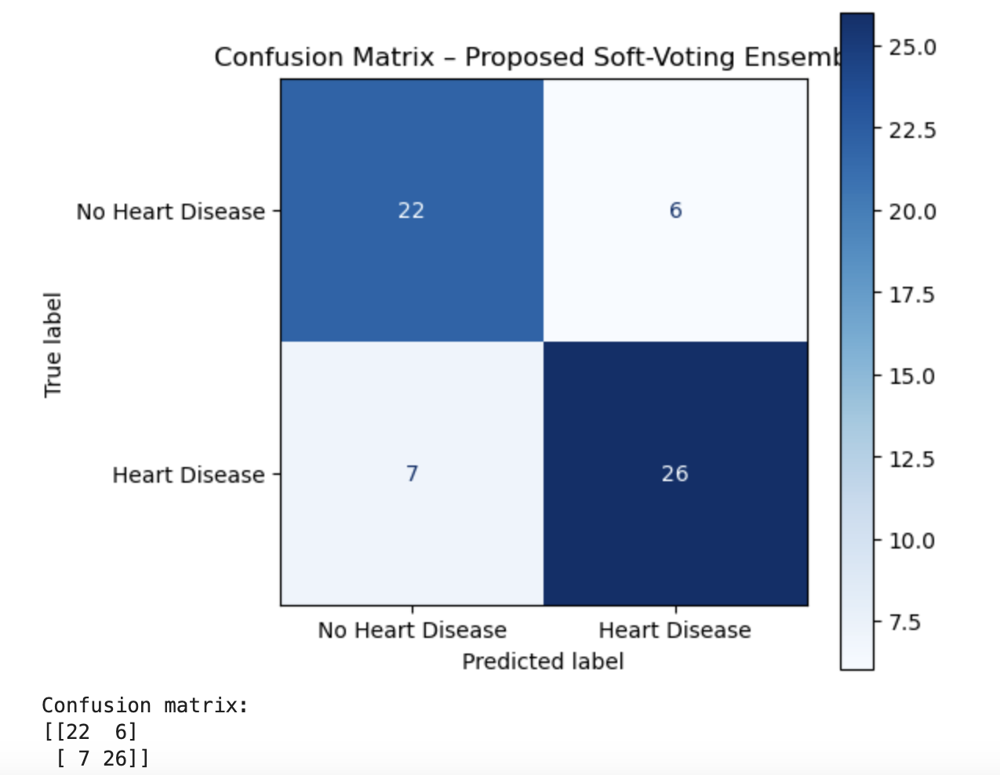 Confusion Matrix – Proposed Soft-Voting Ensemb
25.0
22.5
20.0
17.5
15.0
12.5
10.0
7.5
True label
No Heart Disease
22
6
Heart Disease
7
26
No Heart Disease
Heart Disease
Predicted label
Confusion matrix:
[[22  6]
 [ 7 26]]